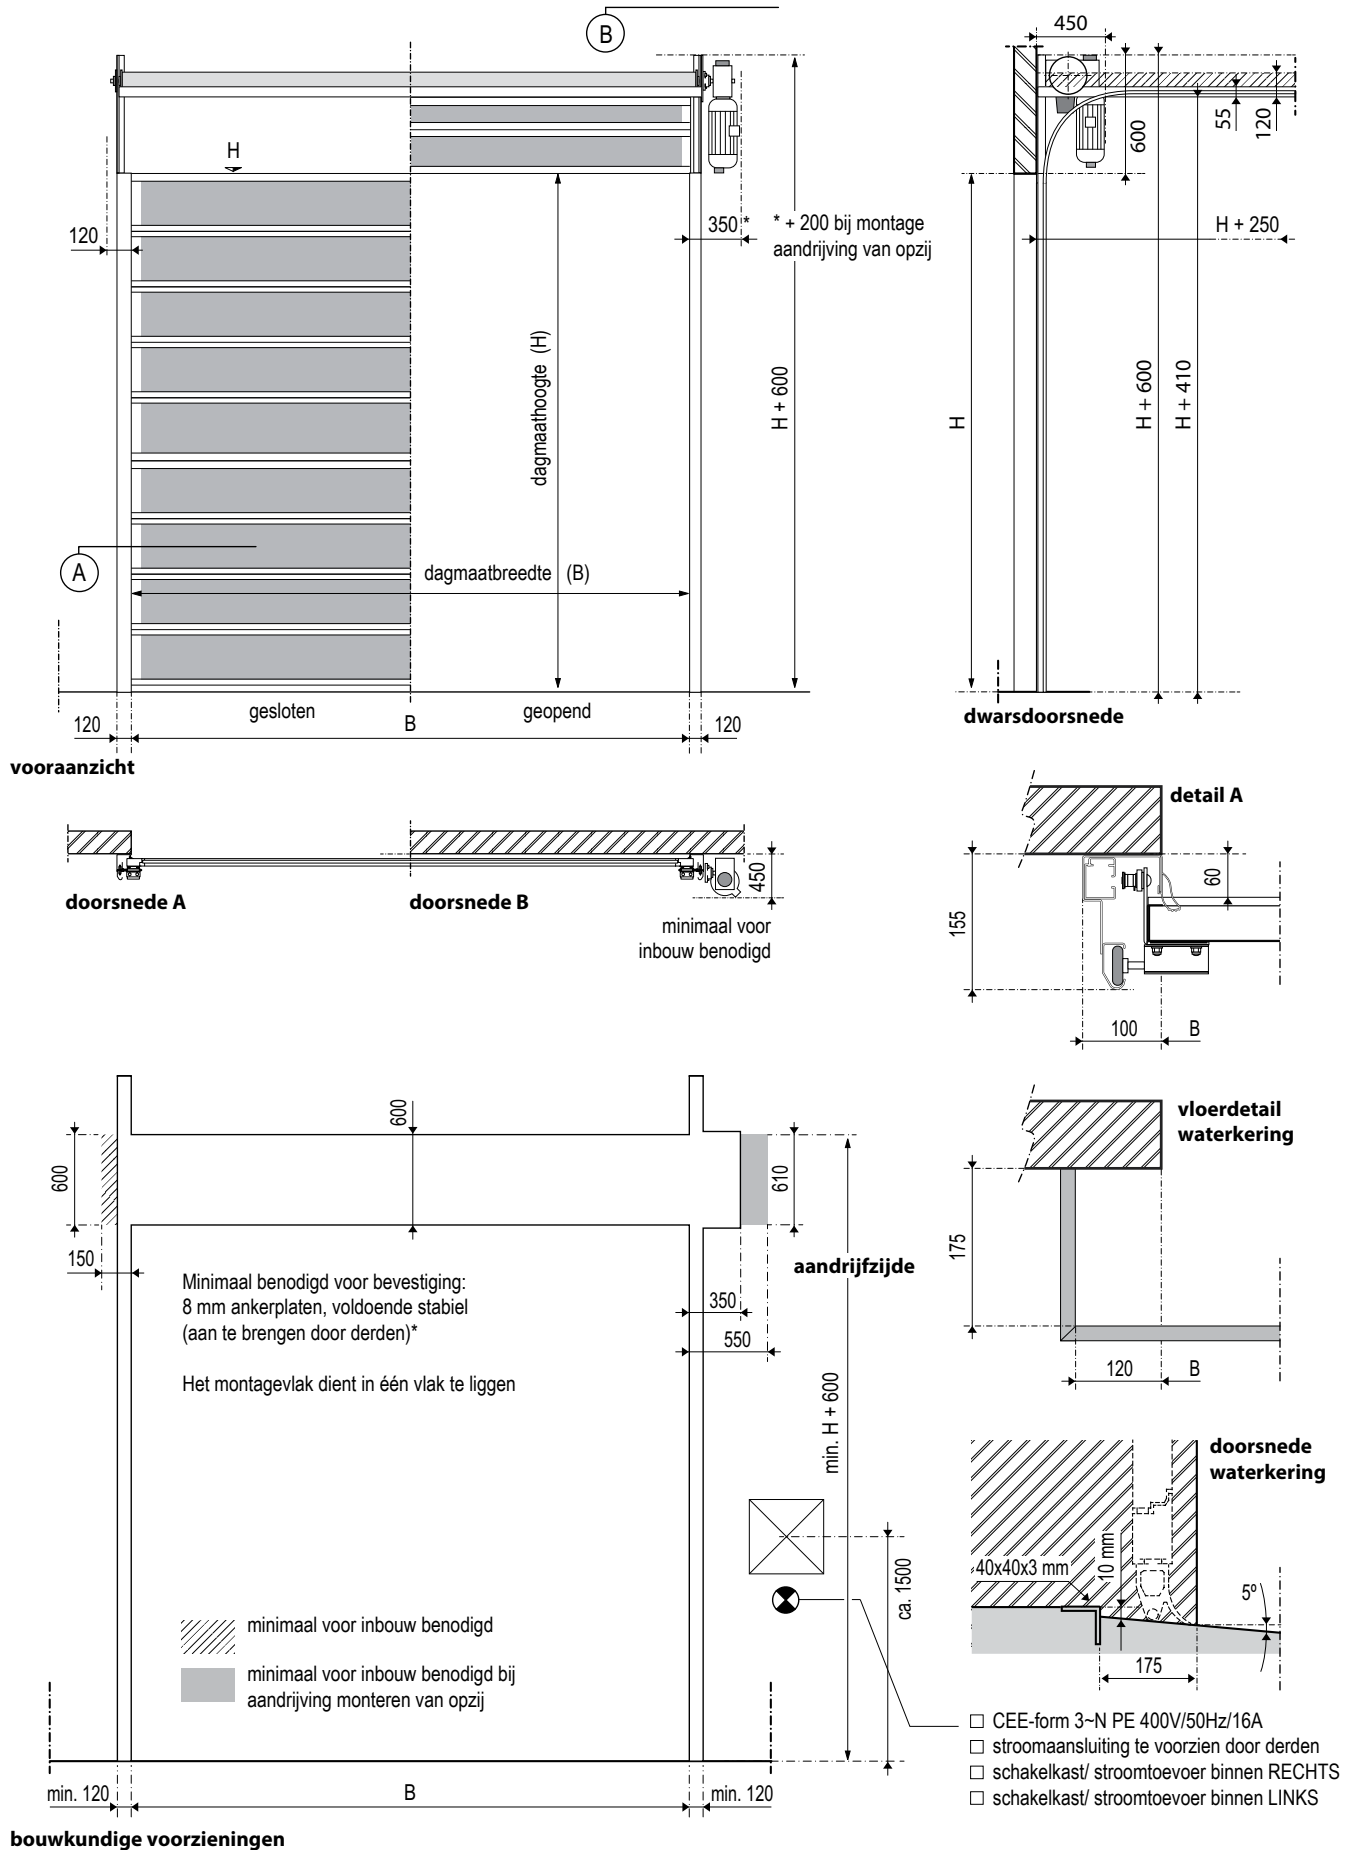 B
450
H
600
55
120
120
350 *
* + 200 bij montage
aandrijving van opzij
H + 250
dagmaathoogte (H)
H + 600
H
H + 600
H + 410
A
dagmaatbreedte (B)
gesloten
geopend
120
B
120
dwarsdoorsnede
vooraanzicht
detail A
doorsnede A
doorsnede B
450
minimaal voor
inbouw benodigd
60
155
100
B
600
600
610
150
aandrijfzijde
Minimaal benodigd voor bevestiging:
8 mm ankerplaten, voldoende stabiel
(aan te brengen door derden)*
Het montagevlak dient in één vlak te liggen
350
550
min. H + 600
vloerdetail
waterkering
175
120
B
doorsnede
waterkering
40x40x3 mm
10 mm
5º
175
ca. 1500
minimaal voor inbouw benodigd
minimaal voor inbouw benodigd bij
aandrijving monteren van opzij
□ CEE-form 3~N PE 400V/50Hz/16A
□ stroomaansluiting te voorzien door derden
□ schakelkast/ stroomtoevoer binnen RECHTS
□ schakelkast/ stroomtoevoer binnen LINKS
min. 120
B
min. 120
bouwkundige voorzieningen